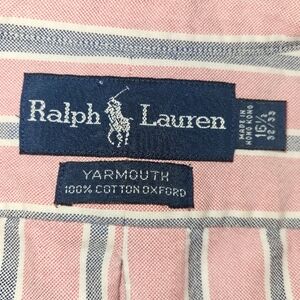 Ralph Lauren
MADE IN
HONG KONG
16½
32/33
YARMOUTH
100% COTTON OXFORD